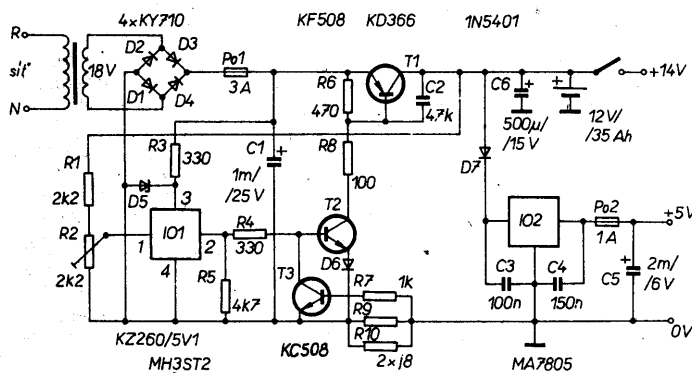 4×KY710 KF508 KD366 1N5401
R
síť
N
18V
D2 D3
D1 D4
Po1
3A
R6
470
T1
C2
4.7k
C6
500µ/
15V
12V/
35Ah
+14V
R1
2k2
R2
2k2
R3
330
D5
3
IO1
1 2
4
C1
1m/
/25V
R8
100
T2
R4
330
R5
4k7
T3
D6
R7 1k
R9
R10
2×j8
D7
IO2
Po2
1A
+5V
C3
100n
C4
150n
C5
2m/
/6V
0V
KZ260/5V1
MH3ST2
KC508
MA7805